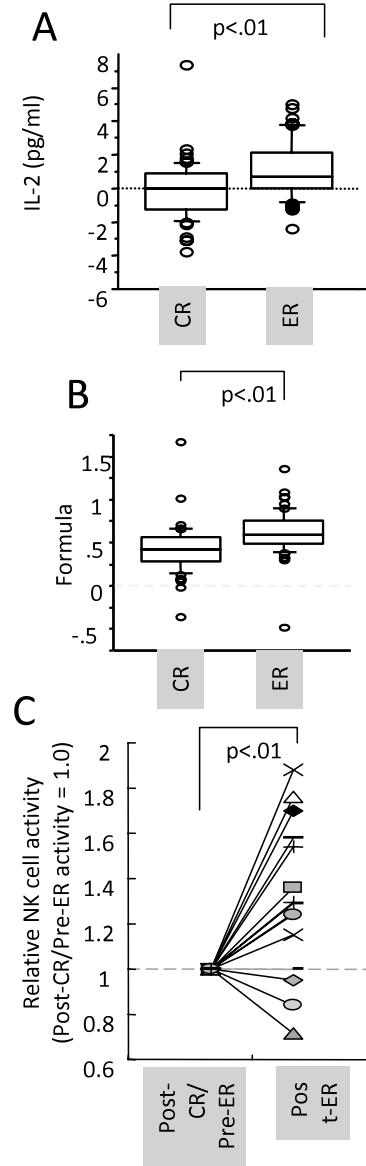 A
p<.01
IL-2 (pg/ml)
8
6
4
2
0
-2
-4
-6
CR
ER
B
p<.01
Formula
1.5
1
.5
0
-.5
CR
ER
C
p<.01
Relative NK cell activity
(Post-CR/Pre-ER activity = 1.0)
2
1.8
1.6
1.4
1.2
1
0.8
0.6
Post-
CR/
Pre-ER
Pos
t-ER